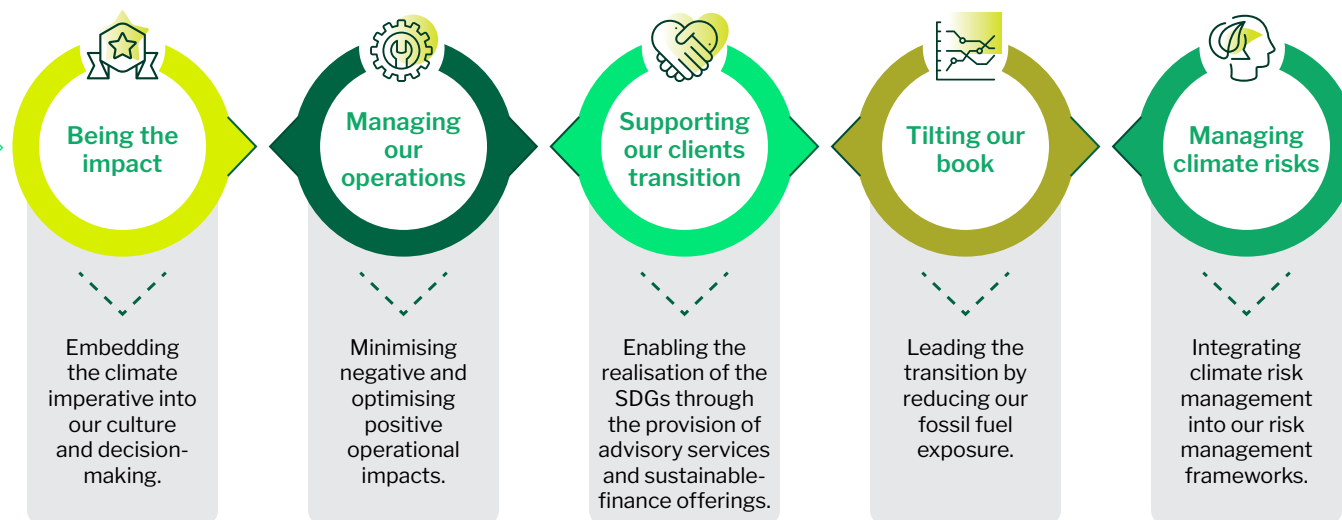 Being the
impact
Embedding
the climate
imperative into
our culture
and decision-
making.
Managing
our
operations
Minimising
negative and
optimising
positive
operational
impacts.
Supporting
our clients
transition
Enabling the
realisation of the
SDGs through
the provision of
advisory services
and sustainable-
finance offerings.
Tilting our
book
Leading the
transition by
reducing our
fossil fuel
exposure.
Managing
climate risks
Integrating
climate risk
management
into our risk
management
frameworks.